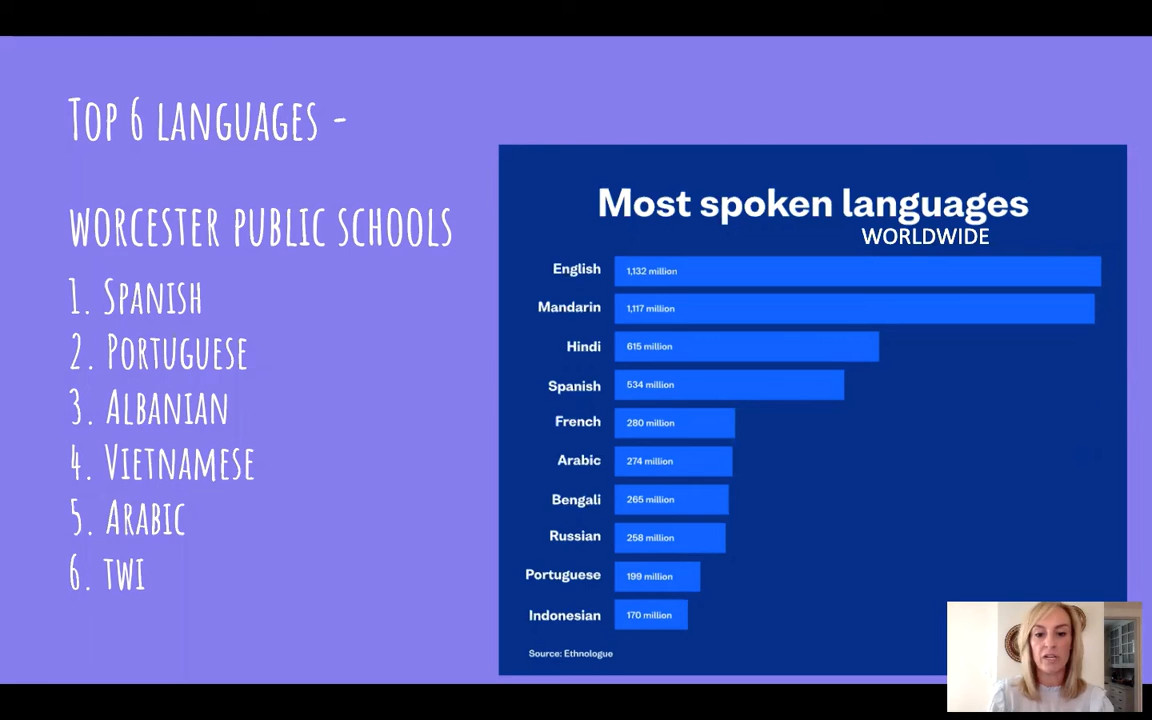 Top 6 languages -
Worcester Public Schools
1. Spanish
2. Portuguese
3. Albanian
4. Vietnamese
5. Arabic
6. Twi
Most spoken languages
WORLDWIDE
English 1,132 million
Mandarin 1,117 million
Hindi 615 million
Spanish 534 million
French 280 million
Arabic 274 million
Bengali 265 million
Russian 258 million
Portuguese 199 million
Indonesian 170 million
Source: Ethnologue